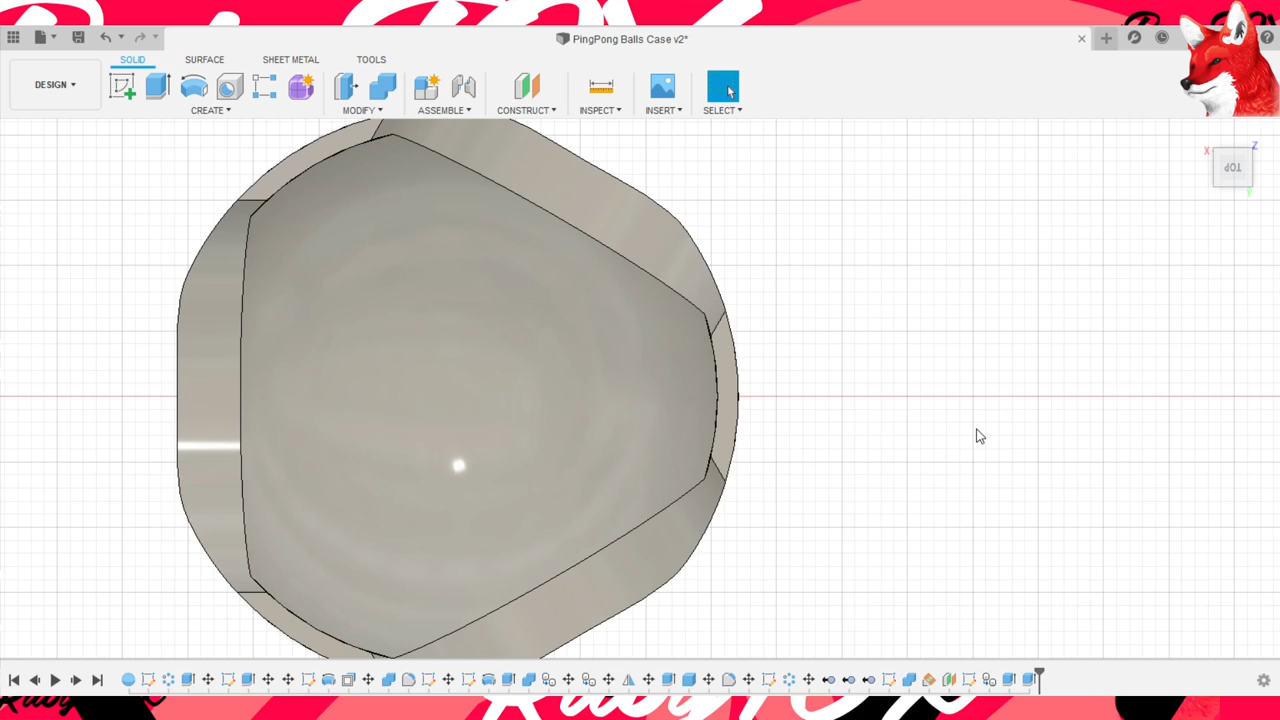 PingPong Balls Case v2*
SOLID SURFACE SHEET METAL TOOLS
DESIGN
CREATE MODIFY ASSEMBLE CONSTRUCT INSPECT INSERT SELECT
X Z
TOP
Y